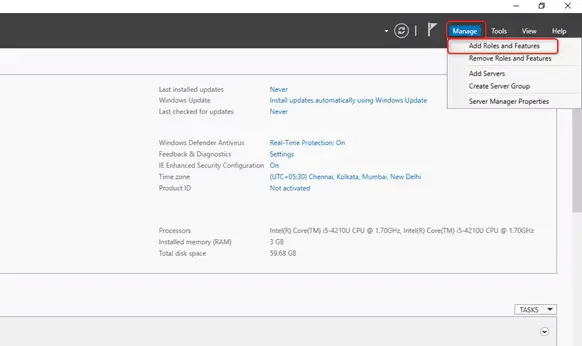 Manage Tools View Help
Add Roles and Features
Remove Roles and Features
Add Servers
Create Server Group
Server Manager Properties
Last installed updates Never
Windows Update Install updates automatically using Windows Update
Last checked for updates: Never
Windows Defender Antivirus Real-Time Protection: On
Feedback & Diagnostics Settings
IE Enhanced Security Configuration On
Time zone (UTC+05:30) Chennai, Kolkata, Mumbai, New Delhi
Product ID Not activated
Processors Intel(R) Core(TM) i5-4210U CPU @ 1.70GHz, Intel(R) Core(TM) i5-4210U CPU @ 1.70GHz
Installed memory (RAM) 3 GB
Total disk space 59.68 GB
TASKS